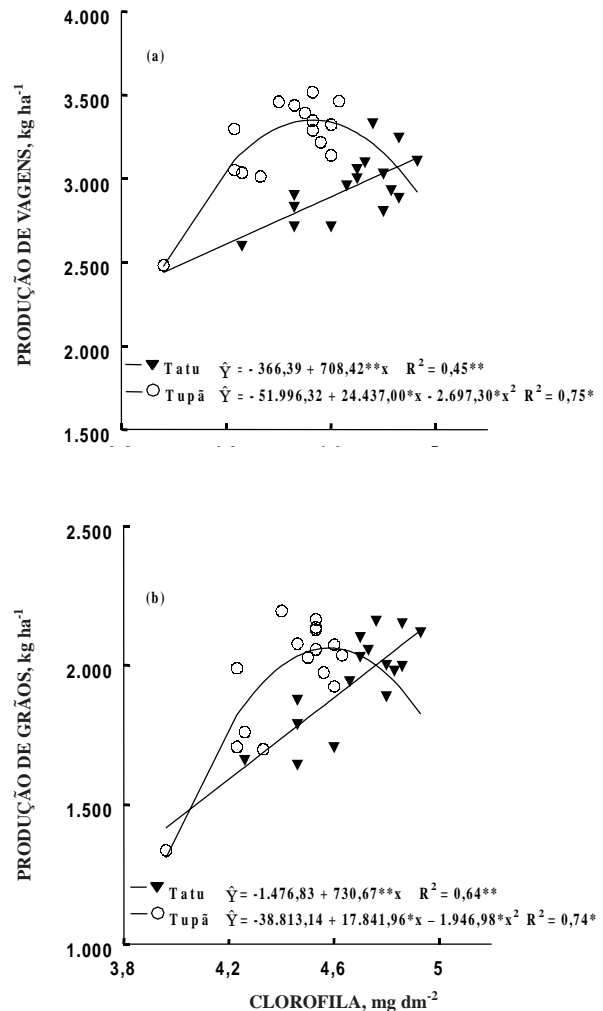 4.000
(a)
3.500
3.000
2.500
2.000
1.500
PRODUÇÃO DE VAGENS, kg ha⁻¹
Tatu Ŷ = - 366,39 + 708,42**x R² = 0,45**
Tupã Ŷ = - 51.996,32 + 24.437,00*x - 2.697,30*x² R² = 0,75*
2.500
(b)
2.000
1.500
1.000
PRODUÇÃO DE GRÃOS, kg ha⁻¹
Tatu Ŷ = -1.476,83 + 730,67**x R² = 0,64**
Tupã Ŷ = -38.813,14 + 17.841,96*x – 1.946,98*x² R² = 0,74*
3,8 4,2 4,6 5
CLOROFILA, mg dm⁻²